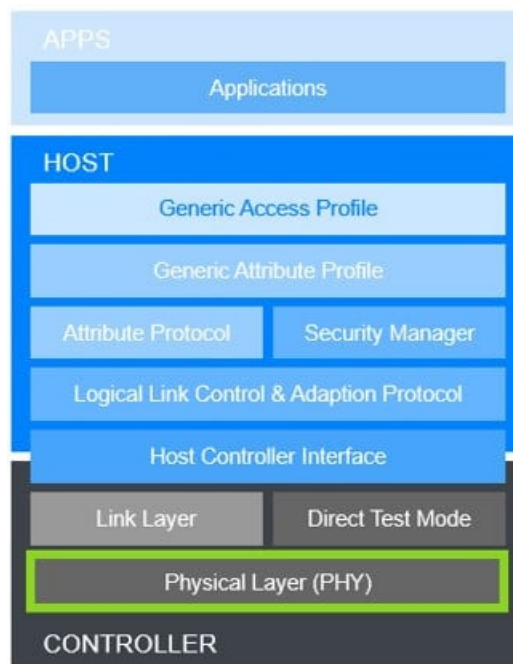 APPS
Applications
HOST
Generic Access Profile
Generic Attribute Profile
Attribute Protocol
Security Manager
Logical Link Control & Adaption Protocol
Host Controller Interface
Link Layer
Direct Test Mode
Physical Layer (PHY)
CONTROLLER